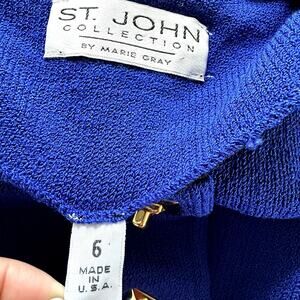 ST. JOHN
COLLECTION
BY MARIE GRAY
6
MADE
IN
U.S.A.